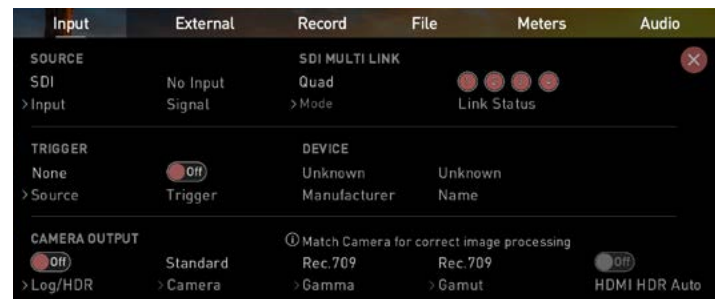 Input External Record File Meters Audio
SOURCE SDI MULTI LINK
SDI No Input Quad
>Input Signal >Mode Link Status
TRIGGER DEVICE
None Off Unknown Unknown
>Source Trigger Manufacturer Name
CAMERA OUTPUT Match Camera for correct image processing
Off Standard Rec.709 Rec.709 Off
>Log/HDR >Camera >Gamma >Gamut HDMI HDR Auto